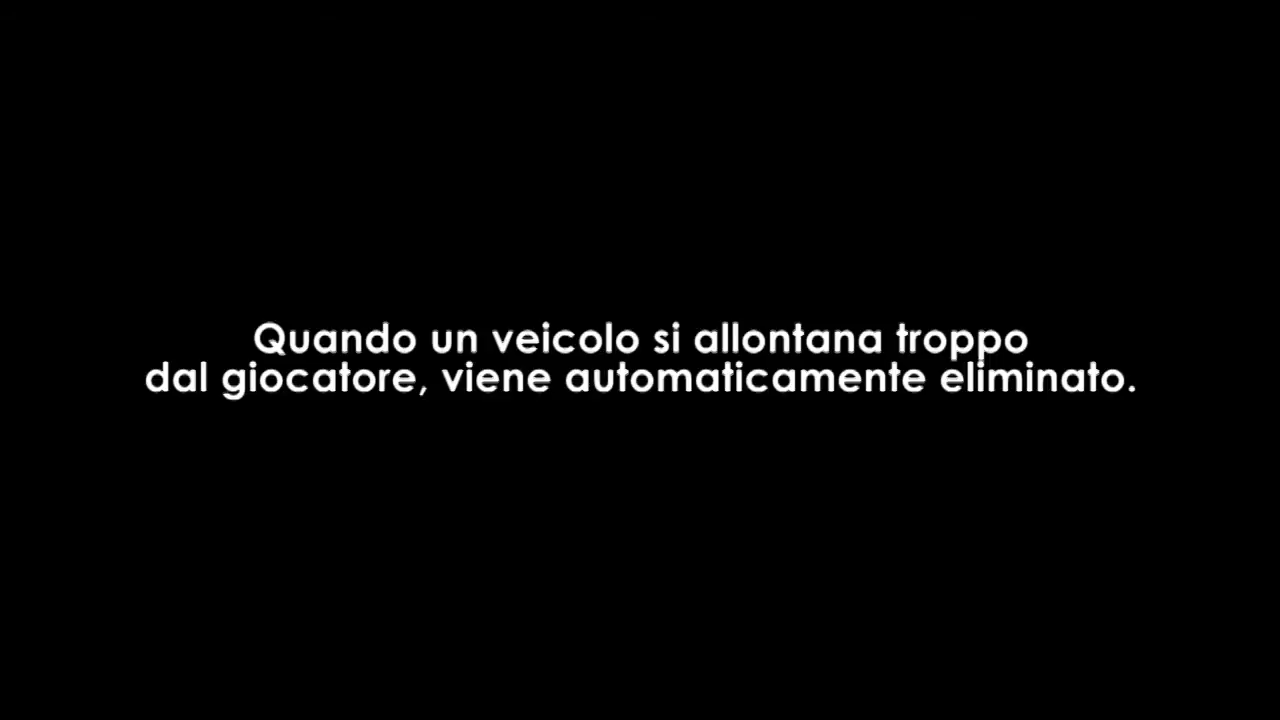 Quando un veicolo si allontana troppo
dal giocatore, viene automaticamente eliminato.